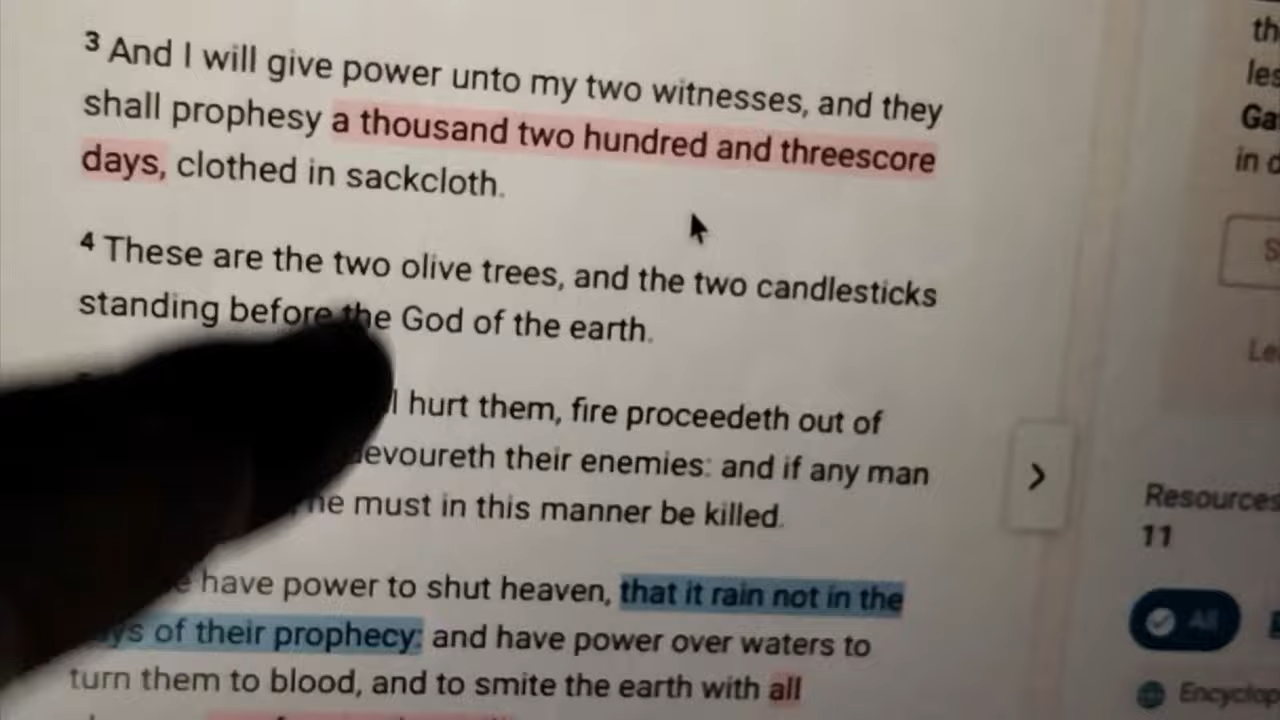 3 And I will give power unto my two witnesses, and they
shall prophesy a thousand two hundred and threescore
days, clothed in sackcloth.
4 These are the two olive trees, and the two candlesticks
standing before the God of the earth.
hurt them, fire proceedeth out of
devoureth their enemies: and if any man
he must in this manner be killed.
have power to shut heaven, that it rain not in the
of their prophecy: and have power over waters to
turn them to blood, and to smite the earth with all
in
Resources
11
All